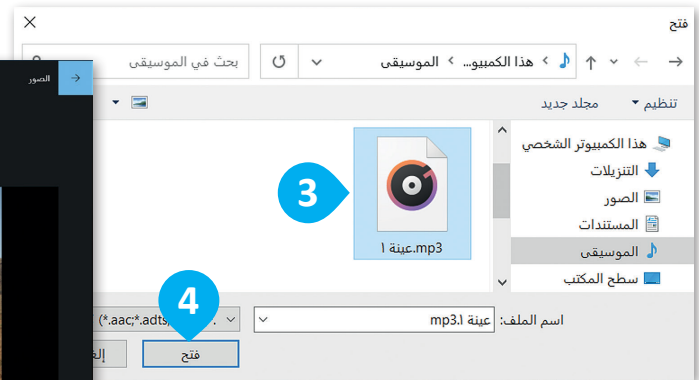 فتح
هذا الكمبيو... الموسيقى
بحث في الموسيقى
الصور
تنظيم
مجلد جديد
هذا الكمبيوتر الشخصي
التنزيلات
الصور
المستندات
الموسيقى
سطح المكتب
3
عينة ١.mp3
4
اسم الملف:
عينة ١.mp3
(*.aac;*.adts,
فتح